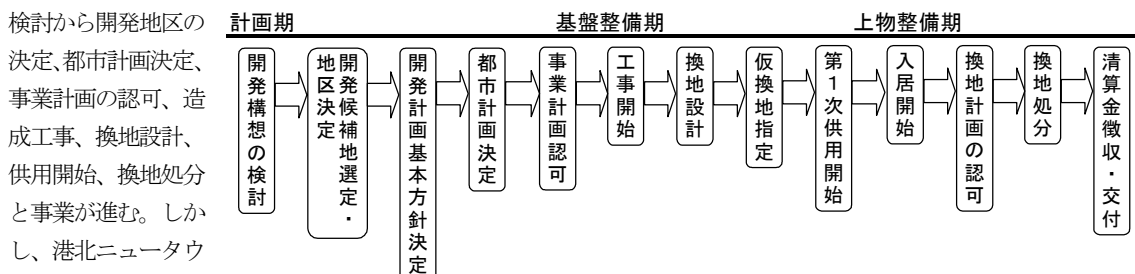 検討から開発地区の
決定、都市計画決定、
事業計画の認可、造
成工事、換地設計、
供用開始、換地処分
と事業が進む。しか
し、港北ニュータウ
計画期
基盤整備期
上物整備期
開発構想の検討
開発候補地選定・
地区決定
開発計画基本方針決定
都市計画決定
事業計画認可
工事開始
換地設計
仮換地指定
第1次供用開始
入居開始
換地計画の認可
換地処分
清算金徴収・交付